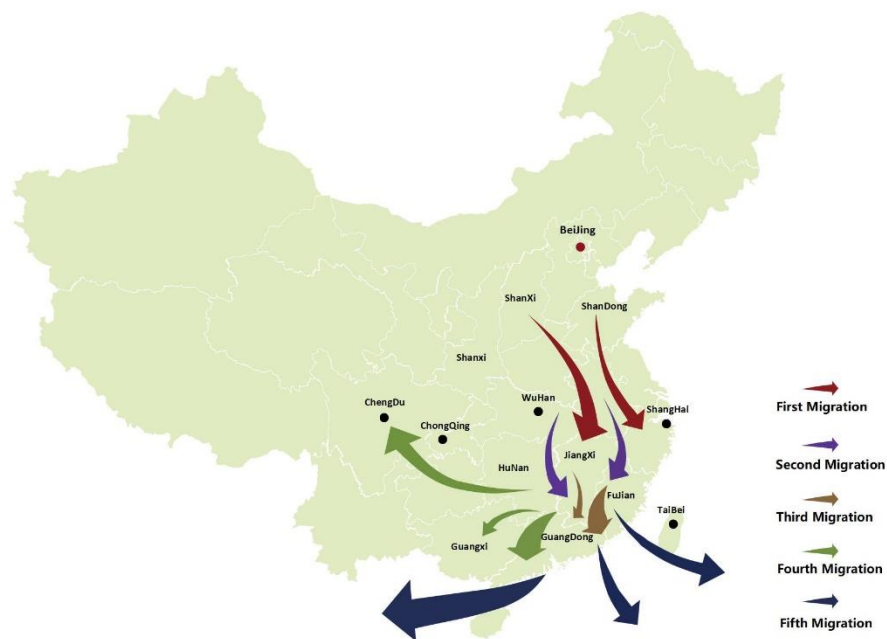 BeiJing
ShanXi
ShanDong
Shanxi
ChengDu
WuHan
ShangHai
ChongQing
JiangXi
HuNan
FuJian
TaiBei
GuangDong
Guangxi
First Migration
Second Migration
Third Migration
Fourth Migration
Fifth Migration